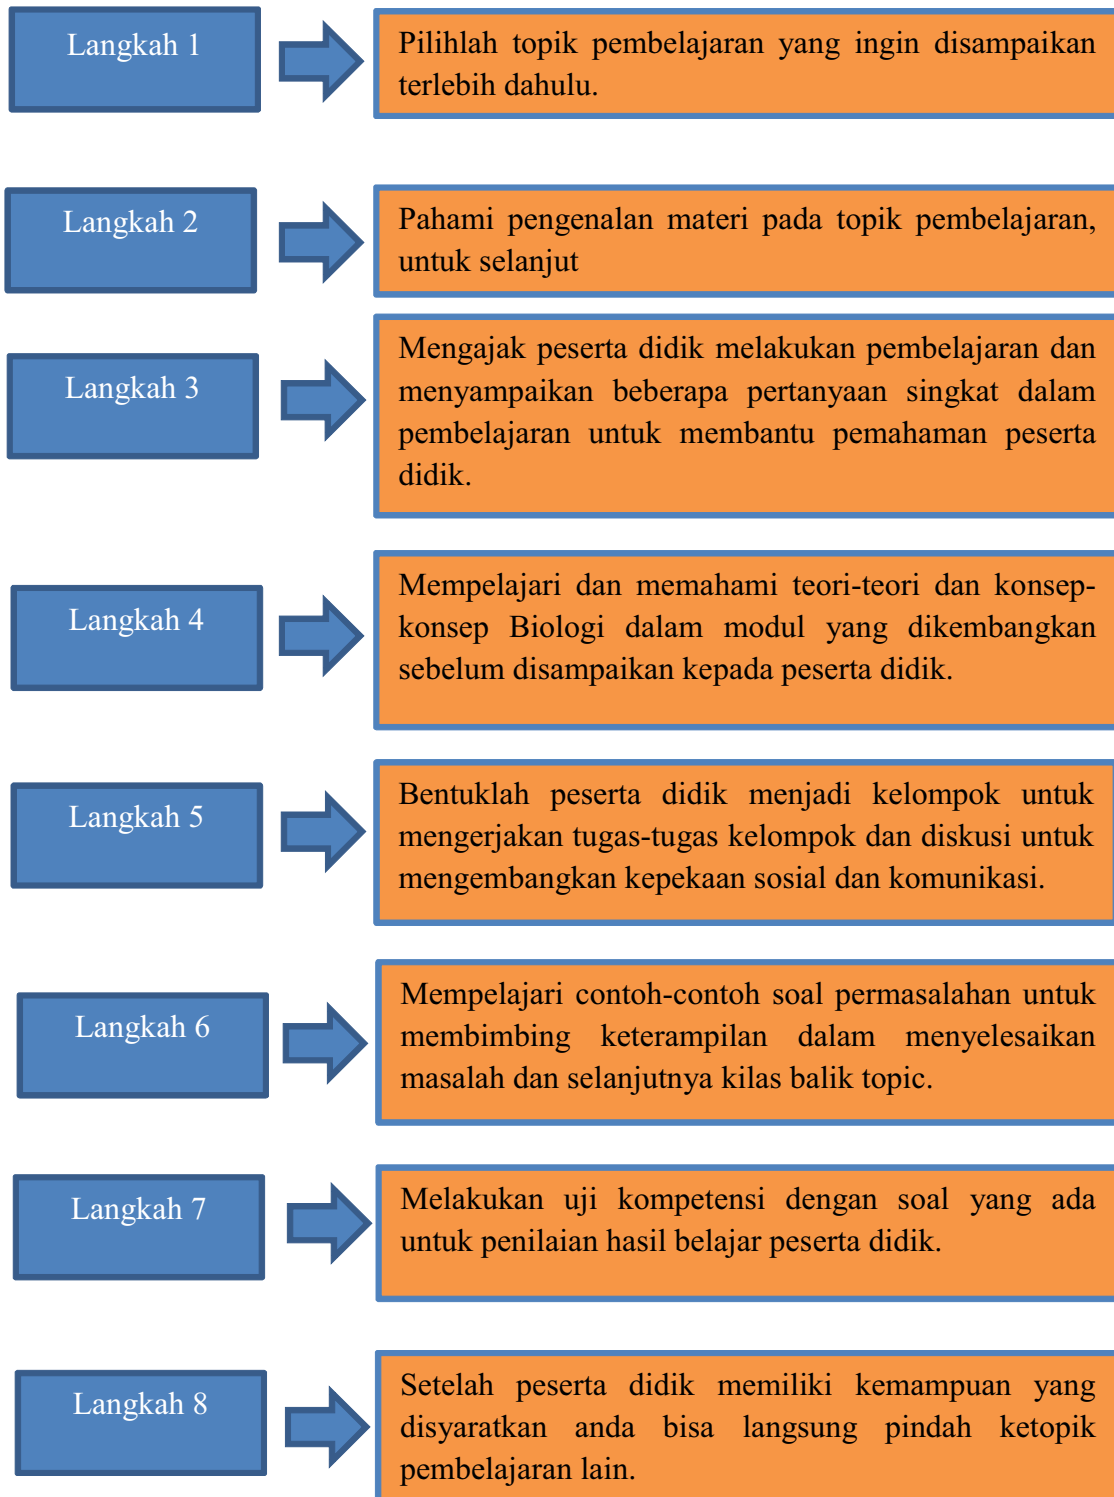 Langkah 1
Pilihlah topik pembelajaran yang ingin disampaikan
terlebih dahulu.
Langkah 2
Pahami pengenalan materi pada topik pembelajaran,
untuk selanjut
Langkah 3
Mengajak peserta didik melakukan pembelajaran dan
menyampaikan beberapa pertanyaan singkat dalam
pembelajaran untuk membantu pemahaman peserta
didik.
Langkah 4
Mempelajari dan memahami teori-teori dan konsep-
konsep Biologi dalam modul yang dikembangkan
sebelum disampaikan kepada peserta didik.
Langkah 5
Bentuklah peserta didik menjadi kelompok untuk
mengerjakan tugas-tugas kelompok dan diskusi untuk
mengembangkan kepekaan sosial dan komunikasi.
Langkah 6
Mempelajari contoh-contoh soal permasalahan untuk
membimbing keterampilan dalam menyelesaikan
masalah dan selanjutnya kilas balik topic.
Langkah 7
Melakukan uji kompetensi dengan soal yang ada
untuk penilaian hasil belajar peserta didik.
Langkah 8
Setelah peserta didik memiliki kemampuan yang
disyaratkan anda bisa langsung pindah ketopik
pembelajaran lain.